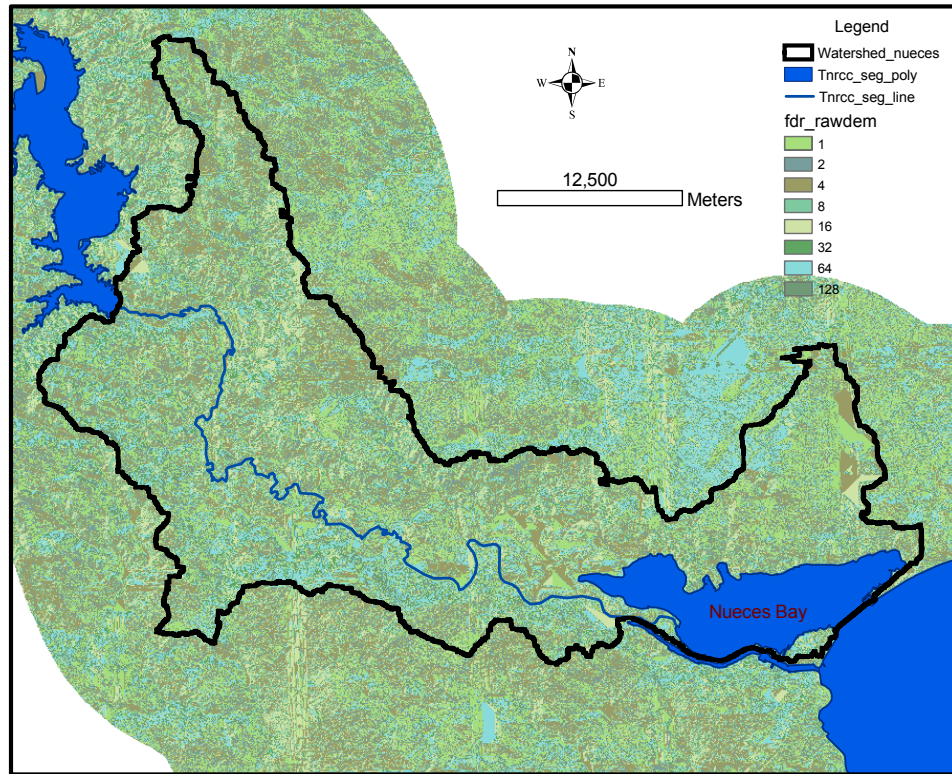 Legend
Watershed_nueces
Tnrcc_seg_poly
Tnrcc_seg_line
fdr_rawdem
1
2
4
8
16
32
64
128
N
W E
S
12,500
Meters
Nueces Bay